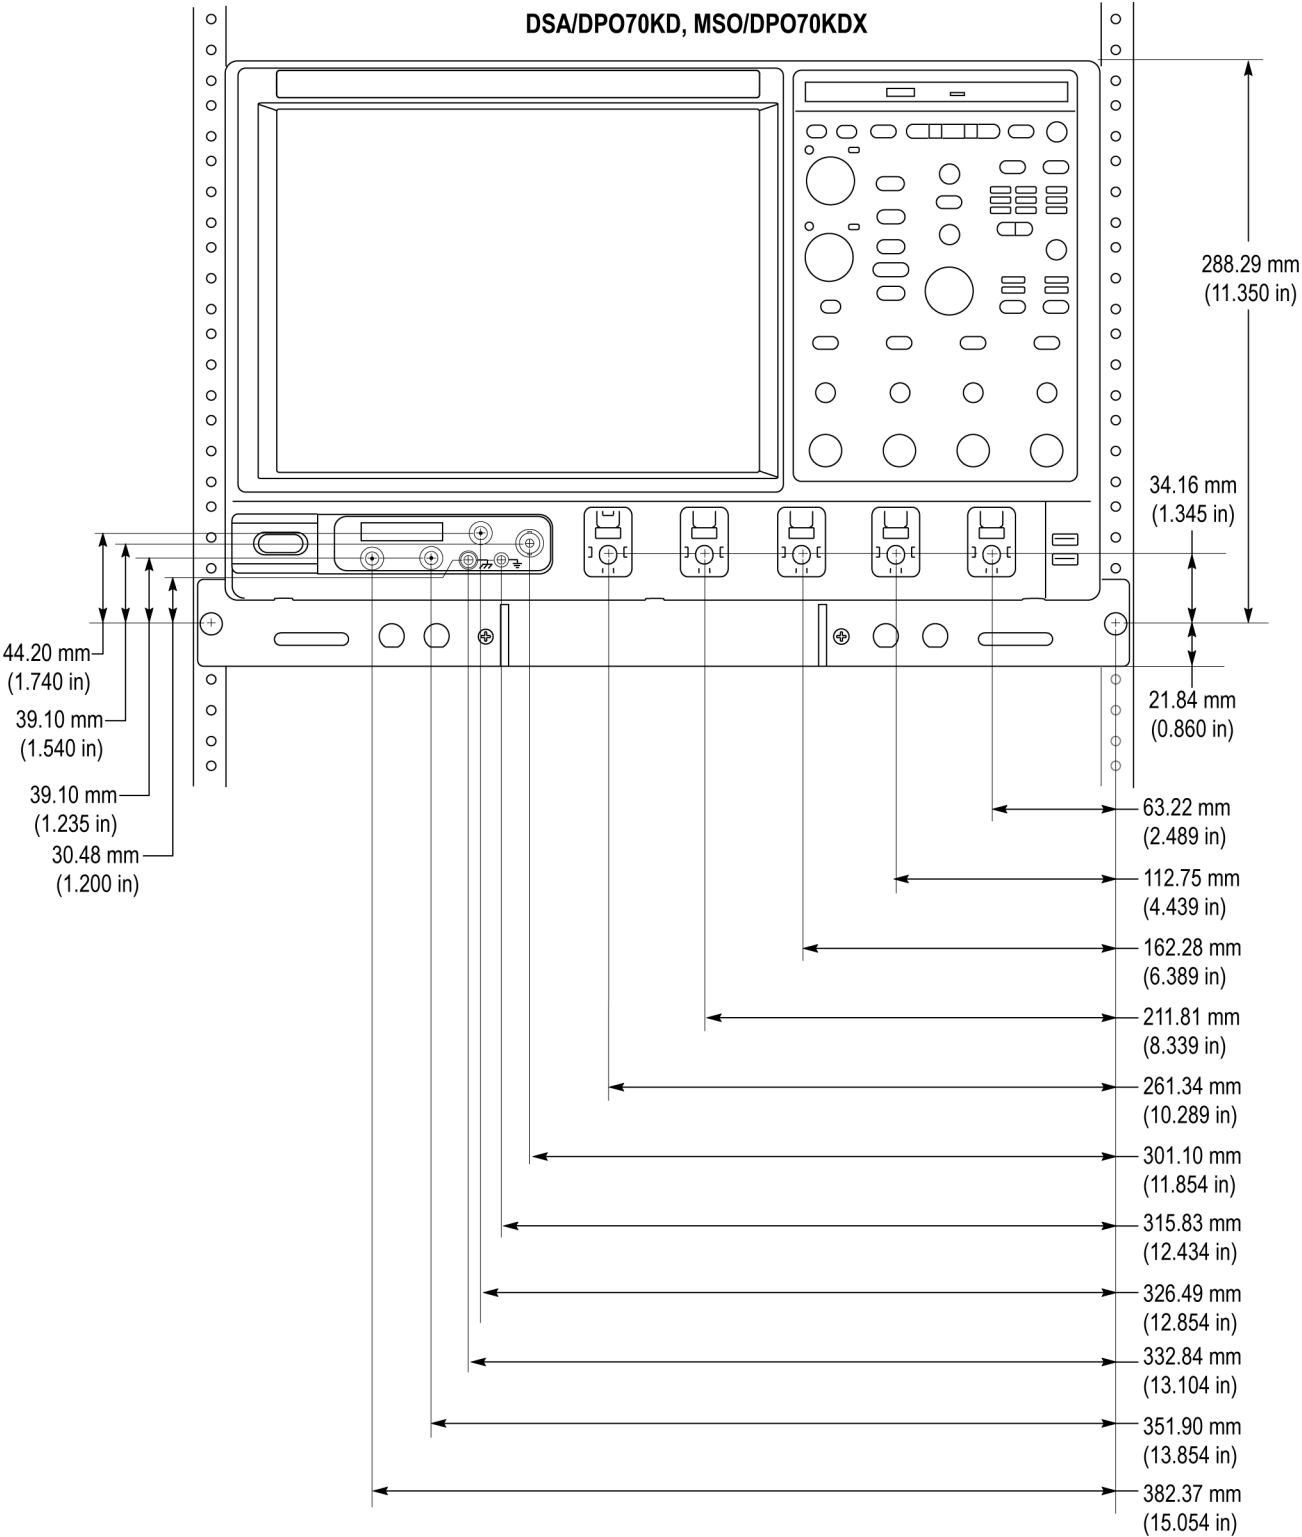 DSA/DPO70KD, MSO/DPO70KDX
288.29 mm
(11.350 in)
34.16 mm
(1.345 in)
44.20 mm
(1.740 in)
39.10 mm
(1.540 in)
39.10 mm
(1.235 in)
30.48 mm
(1.200 in)
21.84 mm
(0.860 in)
63.22 mm
(2.489 in)
112.75 mm
(4.439 in)
162.28 mm
(6.389 in)
211.81 mm
(8.339 in)
261.34 mm
(10.289 in)
301.10 mm
(11.854 in)
315.83 mm
(12.434 in)
326.49 mm
(12.854 in)
332.84 mm
(13.104 in)
351.90 mm
(13.854 in)
382.37 mm
(15.054 in)